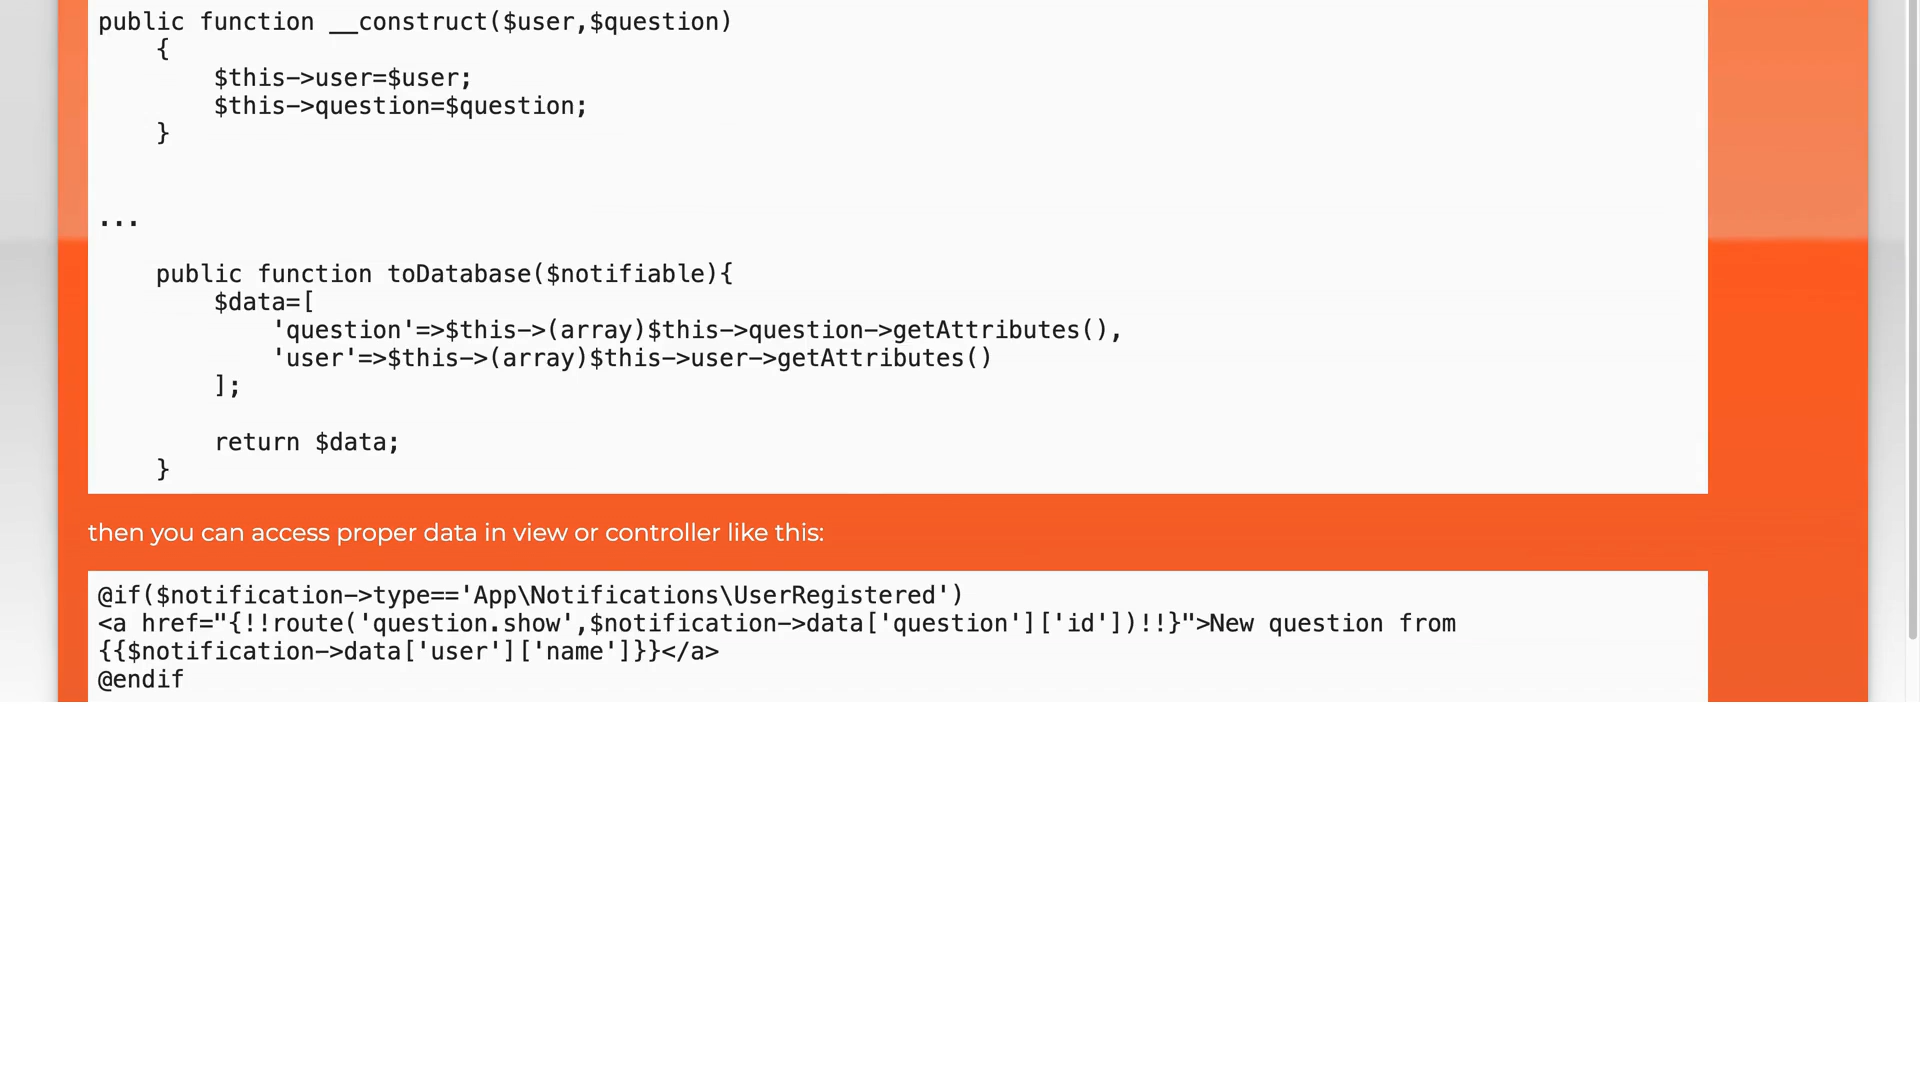 public function __construct($user,$question)
{
$this->user=$user;
$this->question=$question;
}
...
public function toDatabase($notifiable){
$data=[
'question'=>$this->(array)$this->question->getAttributes(),
'user'=>$this->(array)$this->user->getAttributes()
];
return $data;
}
then you can access proper data in view or controller like this:
@if($notification->type=='App\Notifications\UserRegistered')
<a href="{!!route('question.show',$notification->data['question']['id'])!!}">New question from
{{$notification->data['user']['name']}}</a>
@endif